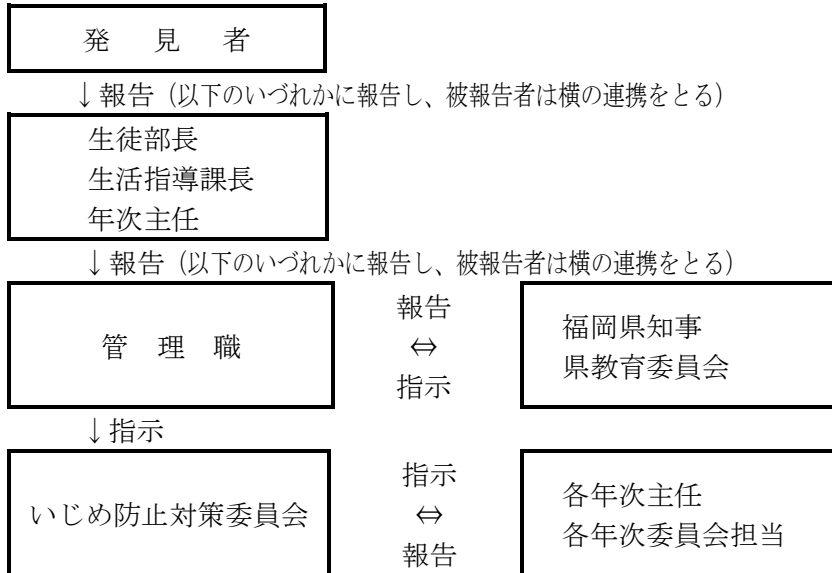 発　見　者
↓報告（以下のいづれかに報告し、被報告者は横の連携をとる）
生徒部長
生活指導課長
年次主任
↓報告（以下のいづれかに報告し、被報告者は横の連携をとる）
管　理　職
報告
⇔
指示
福岡県知事
県教育委員会
↓指示
いじめ防止対策委員会
指示
⇔
報告
各年次主任
各年次委員会担当